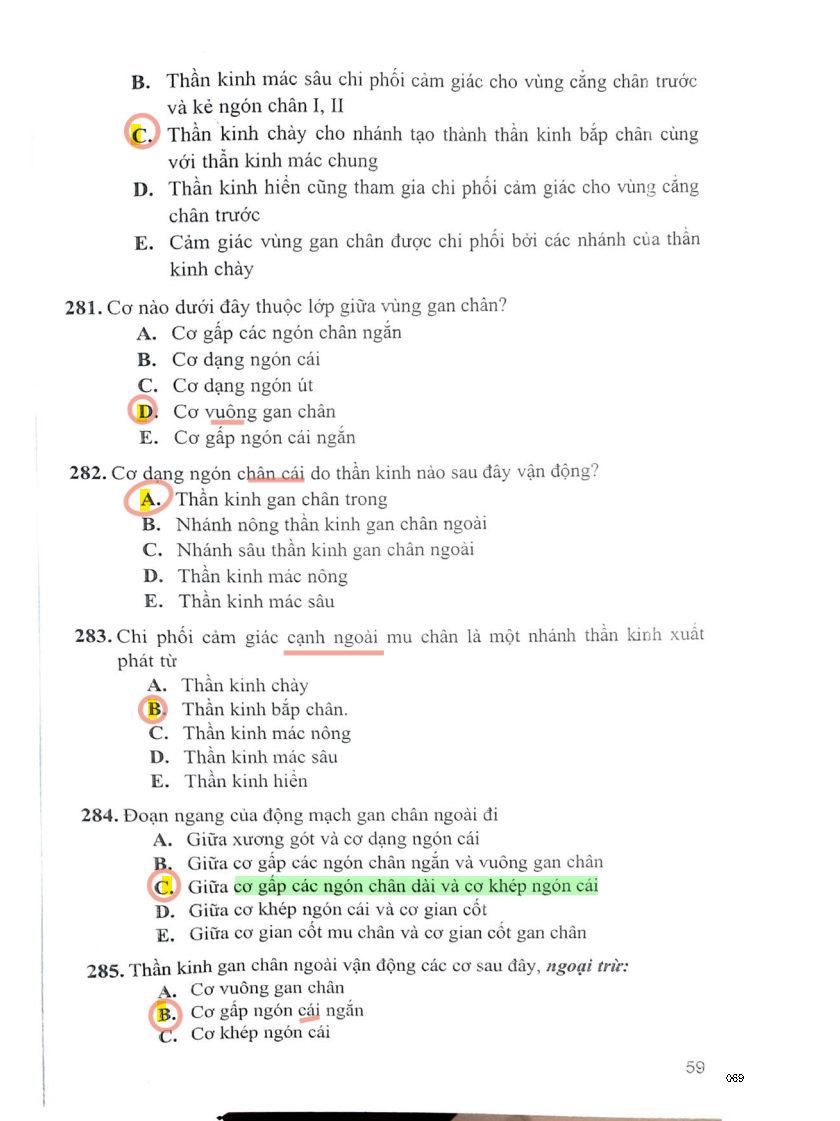 B. Thần kinh mác sâu chi phối cảm giác cho vùng cẳng chân trước
và kẻ ngón chân I, II
C. Thần kinh chày cho nhánh tạo thành thần kinh bắp chân cùng
với thần kinh mác chung
D. Thần kinh hiển cũng tham gia chi phối cảm giác cho vùng cẳng
chân trước
E. Cảm giác vùng gan chân được chi phối bởi các nhánh của thần
kinh chày
281. Cơ nào dưới đây thuộc lớp giữa vùng gan chân?
A. Cơ gấp các ngón chân ngắn
B. Cơ dạng ngón cái
C. Cơ dạng ngón út
D. Cơ vuông gan chân
E. Cơ gấp ngón cái ngắn
282. Cơ dạng ngón chân cái do thần kinh nào sau đây vận động?
A. Thần kinh gan chân trong
B. Nhánh nông thần kinh gan chân ngoài
C. Nhánh sâu thần kinh gan chân ngoài
D. Thần kinh mác nông
E. Thần kinh mác sâu
283. Chi phối cảm giác cạnh ngoài mu chân là một nhánh thần kinh xuất
phát từ
A. Thần kinh chày
B. Thần kinh bắp chân.
C. Thần kinh mác nông
D. Thần kinh mác sâu
E. Thần kinh hiển
284. Đoạn ngang của động mạch gan chân ngoài đi
A. Giữa xương gót và cơ dạng ngón cái
B. Giữa cơ gấp các ngón chân ngắn và vuông gan chân
C. Giữa cơ gấp các ngón chân dài và cơ khép ngón cái
D. Giữa cơ khép ngón cái và cơ gian cốt
E. Giữa cơ gian cốt mu chân và cơ gian cốt gan chân
285. Thần kinh gan chân ngoài vận động các cơ sau đây, ngoại trừ:
A. Cơ vuông gan chân
B. Cơ gấp ngón cái ngắn
C. Cơ khép ngón cái
59
069